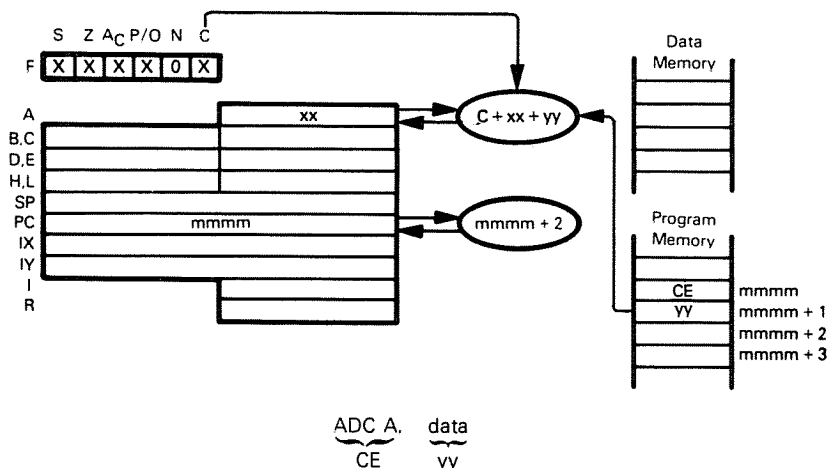 S Z AC P/O N C
F X X X X 0 X
Data
Memory
A xx
C + xx + yy
B,C
D,E
H,L
SP
PC mmmm
mmmm + 2
IX
IY
I
R
Program
Memory
CE mmmm
yy mmmm + 1
mmmm + 2
mmmm + 3
ADC A, data
CE yy